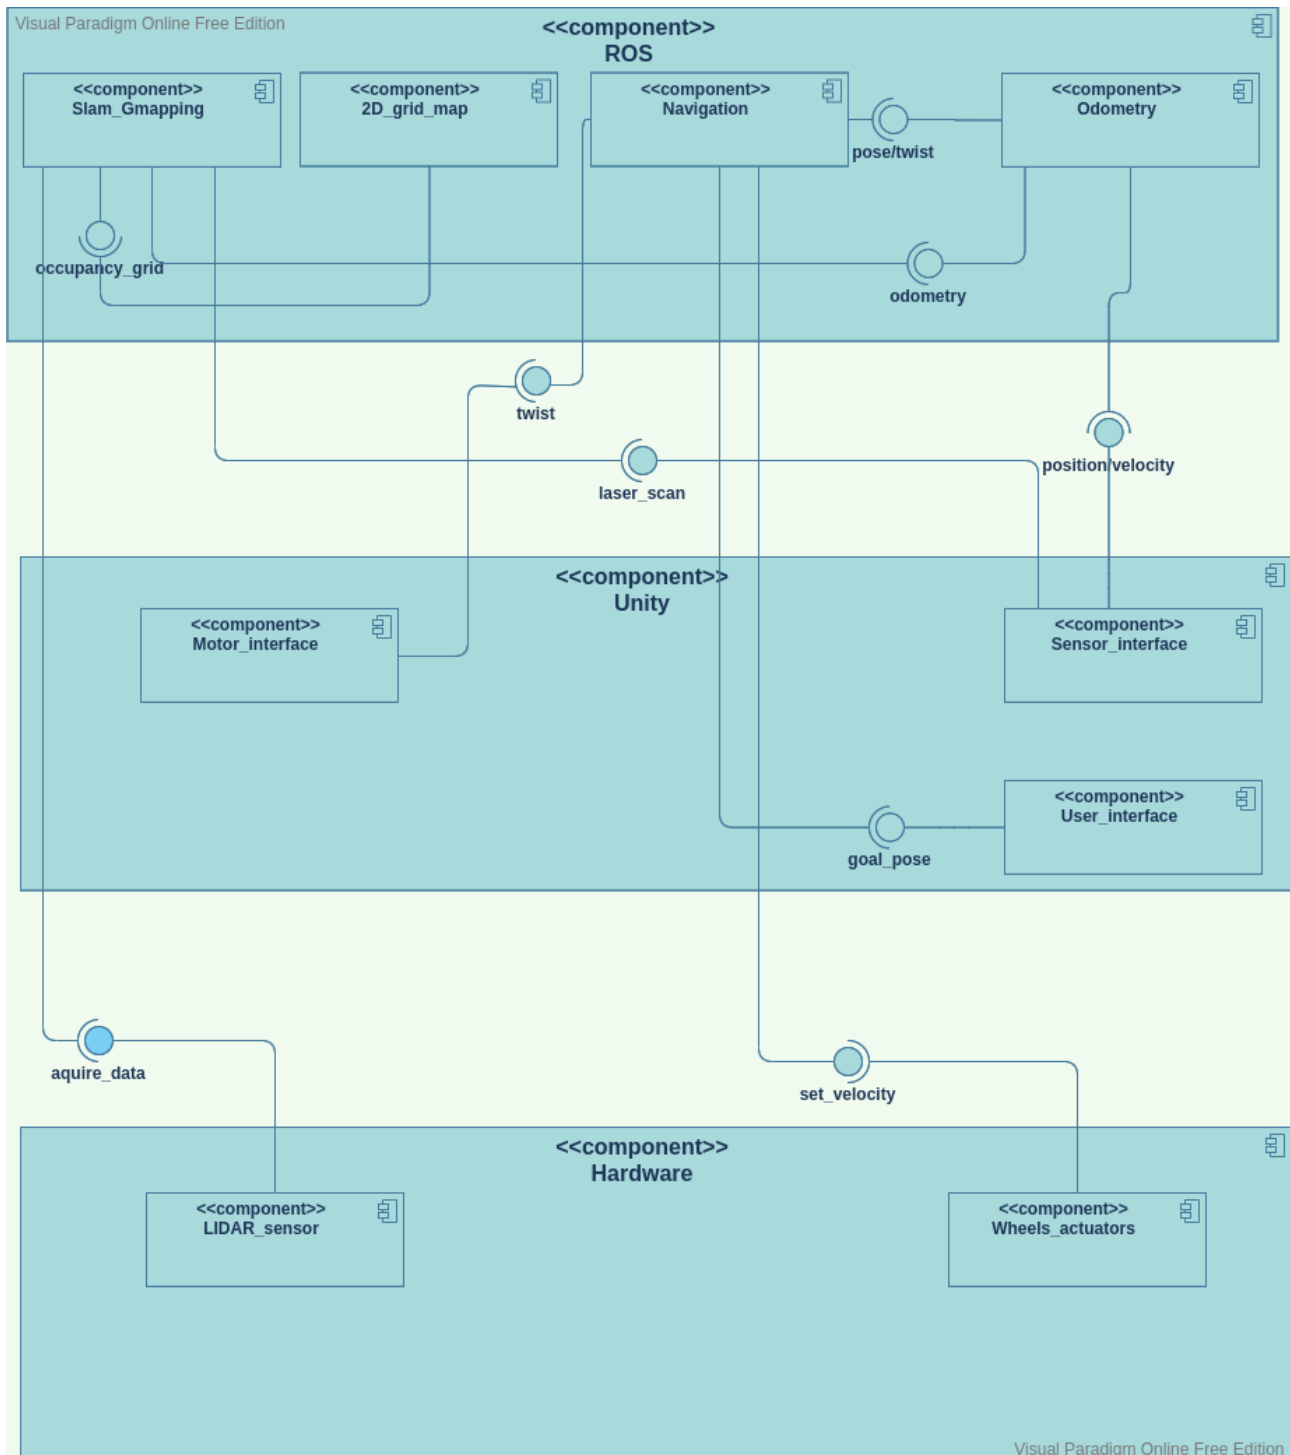 Visual Paradigm Online Free Edition
<<component>>
ROS
<<component>>
Slam_Gmapping
<<component>>
2D_grid_map
<<component>>
Navigation
<<component>>
Odometry
pose/twist
occupancy_grid
odometry
twist
position/velocity
laser_scan
<<component>>
Unity
<<component>>
Motor_interface
<<component>>
Sensor_interface
<<component>>
User_interface
goal_pose
aquire_data
set_velocity
<<component>>
Hardware
<<component>>
LIDAR_sensor
<<component>>
Wheels_actuators
Visual Paradigm Online Free Edition